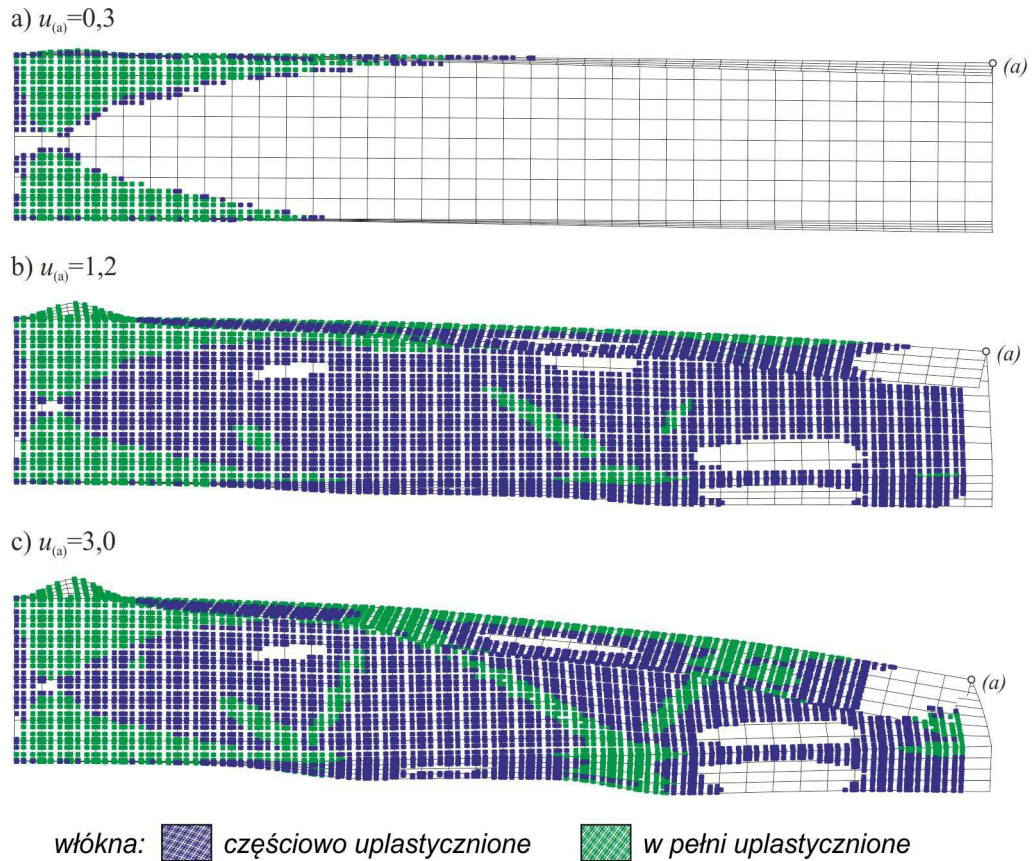 a) u(a)=0,3
(a)
b) u(a)=1,2
(a)
c) u(a)=3,0
(a)
włókna: częściowo uplastycznione w pełni uplastycznione